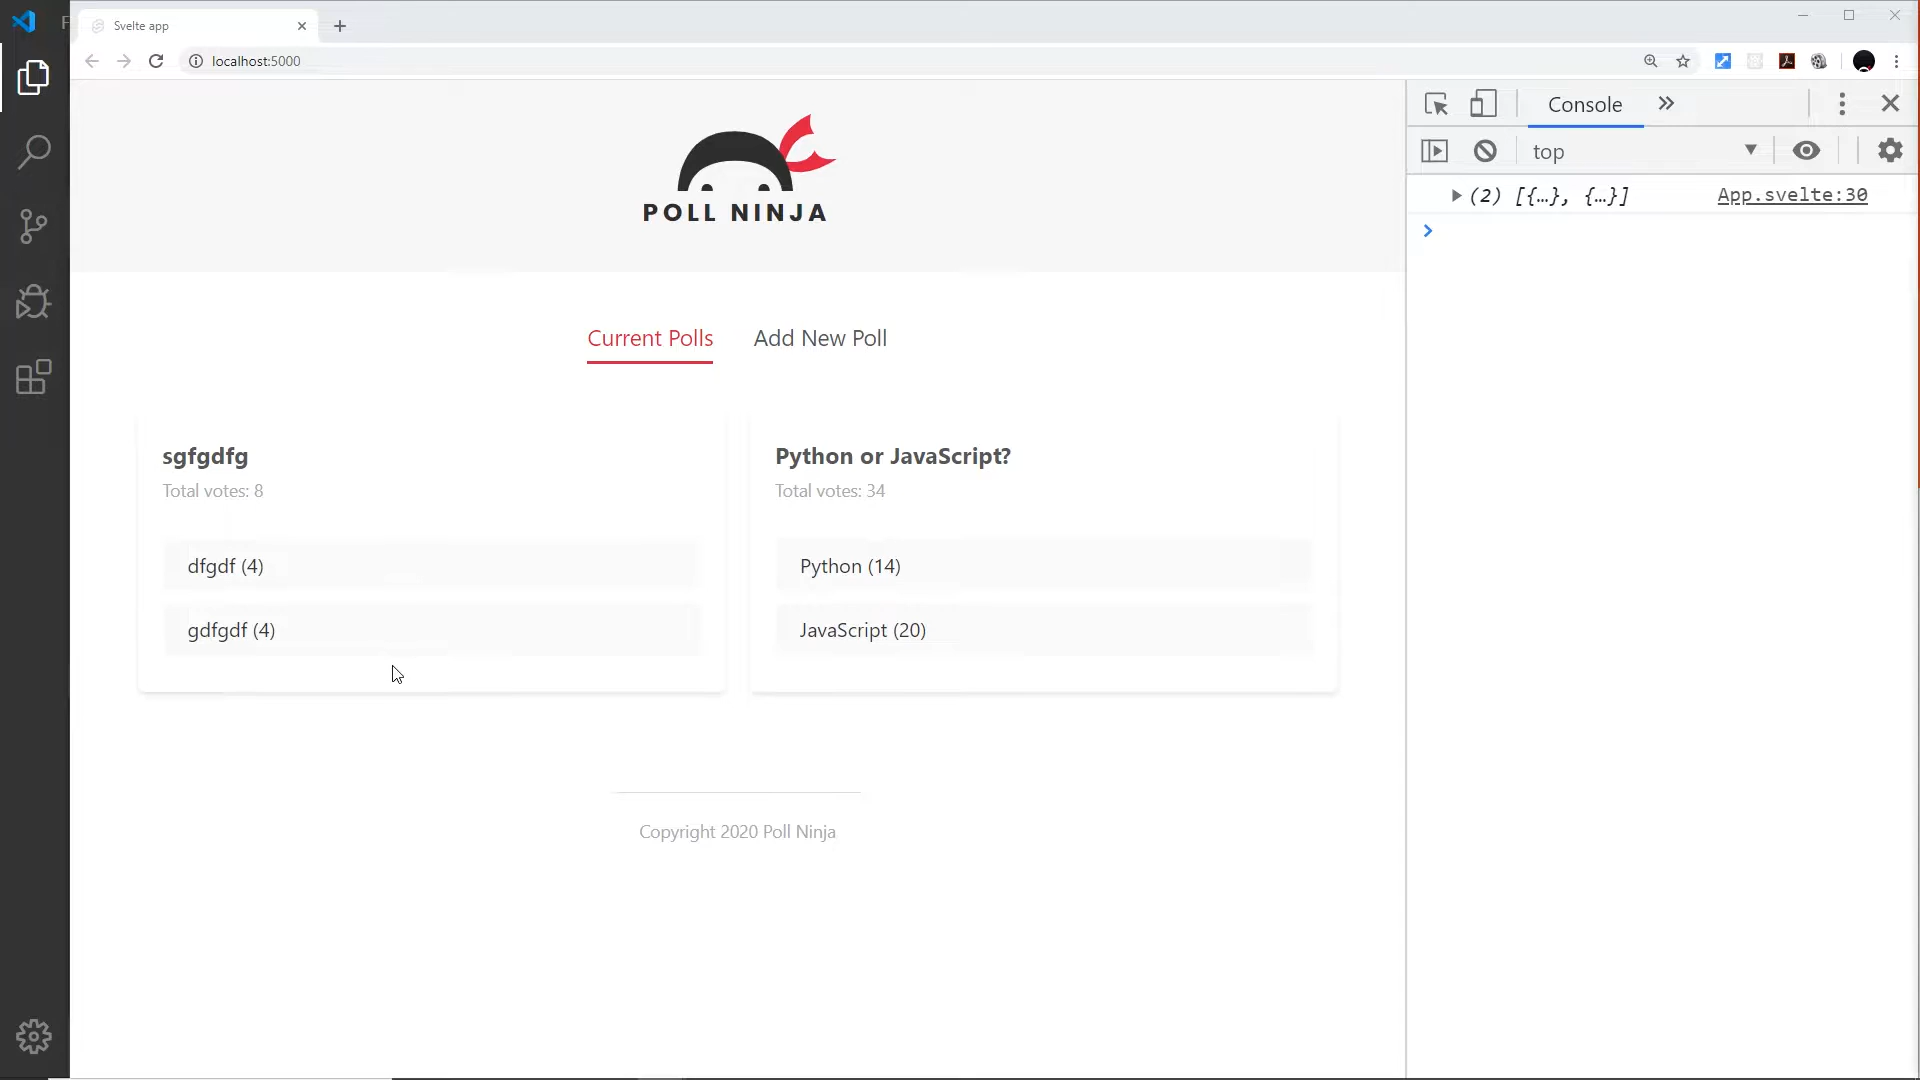 F
Svelte app
localhost:5000
Console
top
(2) [{…}, {…}]
App.svelte:30
POLL NINJA
Current Polls
Add New Poll
sgfgdfg
Total votes: 8
dfgdf (4)
gdfgdf (4)
Python or JavaScript?
Total votes: 34
Python (14)
JavaScript (20)
Copyright 2020 Poll Ninja